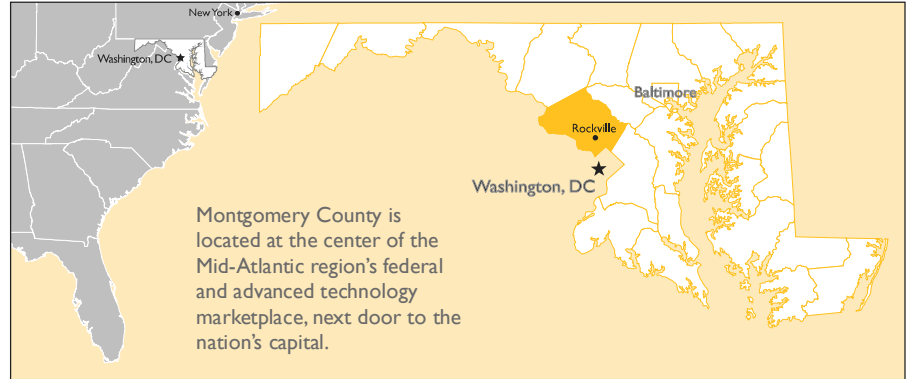 New York
Washington, DC
Baltimore
Rockville
Washington, DC
Montgomery County is
located at the center of the
Mid-Atlantic region’s federal
and advanced technology
marketplace, next door to the
nation’s capital.